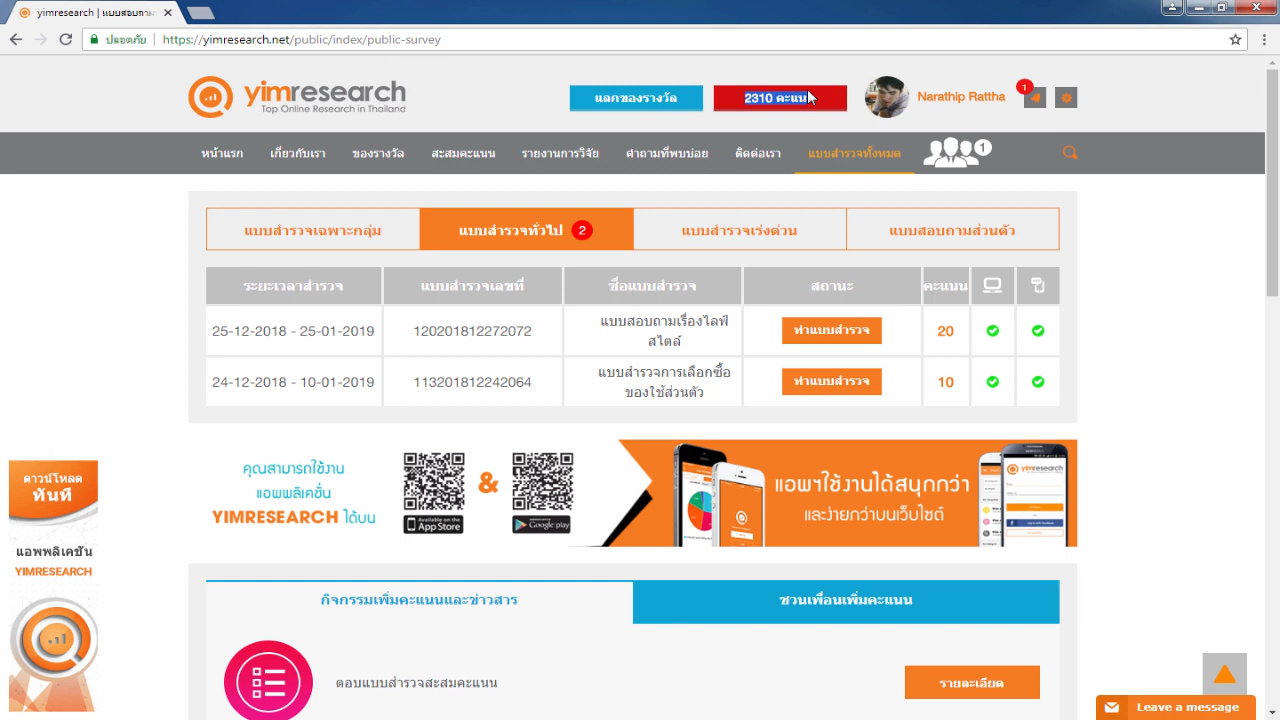 yimresearch | แบบสอบถาม
ปลอดภัย
https://yimresearch.net/public/index/public-survey
yimresearch
Top Online Research in Thailand
แลกของรางวัล
2310 คะแนน
Narathip Rattha
1
หน้าแรก
เกี่ยวกับเรา
ของรางวัล
สะสมคะแนน
รายงานการวิจัย
คำถามที่พบบ่อย
ติดต่อเรา
แบบสำรวจทั้งหมด
1
แบบสำรวจเฉพาะกลุ่ม
แบบสำรวจทั่วไป 2
แบบสำรวจเร่งด่วน
แบบสอบถามส่วนตัว
ระยะเวลาสำรวจ
แบบสำรวจเลขที่
ชื่อแบบสำรวจ
สถานะ
คะแนน
25-12-2018 - 25-01-2019
120201812272072
แบบสอบถามเรื่องไลฟ์
สไตล์
ทำแบบสำรวจ
20
24-12-2018 - 10-01-2019
113201812242064
แบบสำรวจการเลือกซื้อ
ของใช้ส่วนตัว
ทำแบบสำรวจ
10
คุณสามารถใช้งาน
แอพพลิเคชั่น
YIMRESEARCH ได้บน
Available on the
App Store
&
Google play
แอพฯใช้งานได้สนุกกว่า
และง่ายกว่าบนเว็บไซต์
yimresearch
ดาวน์โหลด
ทันที
แอพพลิเคชัน
YIMRESEARCH
กิจกรรมเพิ่มคะแนนและข่าวสาร
ชวนเพื่อนเพิ่มคะแนน
ตอบแบบสำรวจสะสมคะแนน
รายละเอียด
Leave a message